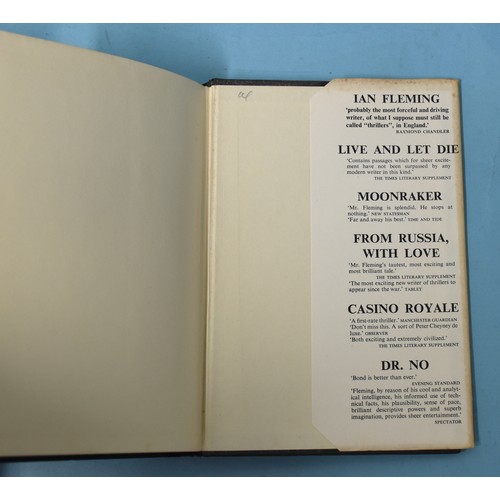 IAN FLEMING
'probably the most forceful and driving
writer, of what I suppose must still be
called "thrillers", in England.'
RAYMOND CHANDLER
LIVE AND LET DIE
'Contains passages which for sheer excite-
ment have not been surpassed by any
modern writer in this kind.'
THE TIMES LITERARY SUPPLEMENT
MOONRAKER
'Mr. Fleming is splendid. He stops at
nothing.' NEW STATESMAN
'Far and away his best.' TIME AND TIDE
FROM RUSSIA,
WITH LOVE
'Mr. Fleming's tautest, most exciting and
most brilliant tale.'
THE TIMES LITERARY SUPPLEMENT
'The most exciting new writer of thrillers to
appear since the war.' TABLET
CASINO ROYALE
'A first-rate thriller.' MANCHESTER GUARDIAN
'Don't miss this. A sort of Peter Cheyney de
luxe.' OBSERVER
'Both exciting and extremely civilized.'
THE TIMES LITERARY SUPPLEMENT
DR. NO
'Bond is better than ever.'
EVENING STANDARD
'Fleming, by reason of his cool and analyt-
ical intelligence, his informed use of tech-
nical facts, his plausibility, sense of pace,
brilliant descriptive powers and superb
imagination, provides sheer entertainment.'
SPECTATOR